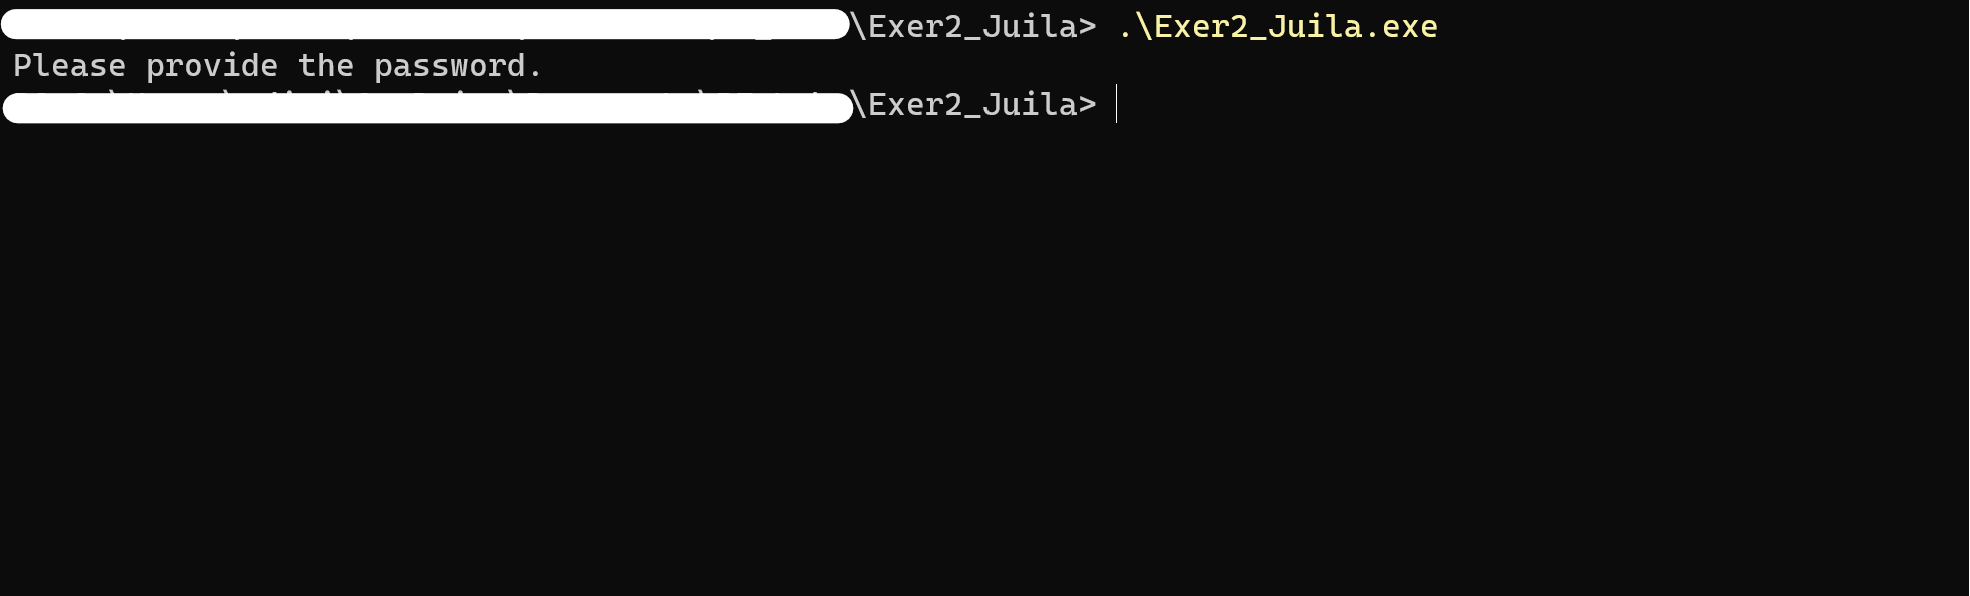 \Exer2_Juila> .\Exer2_Juila.exe
Please provide the password.
\Exer2_Juila>